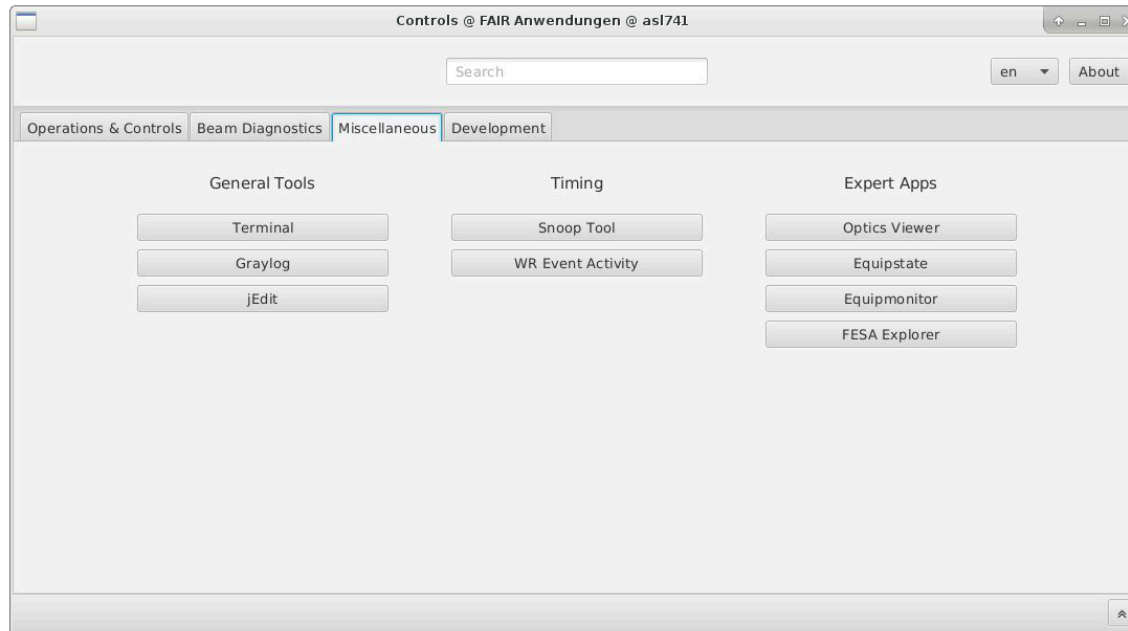 Controls @ FAIR Anwendungen @ asl741
Search
en
About
Operations & Controls
Beam Diagnostics
Miscellaneous
Development
General Tools
Terminal
Graylog
jEdit
Timing
Snoop Tool
WR Event Activity
Expert Apps
Optics Viewer
Equipstate
Equipmonitor
FESA Explorer